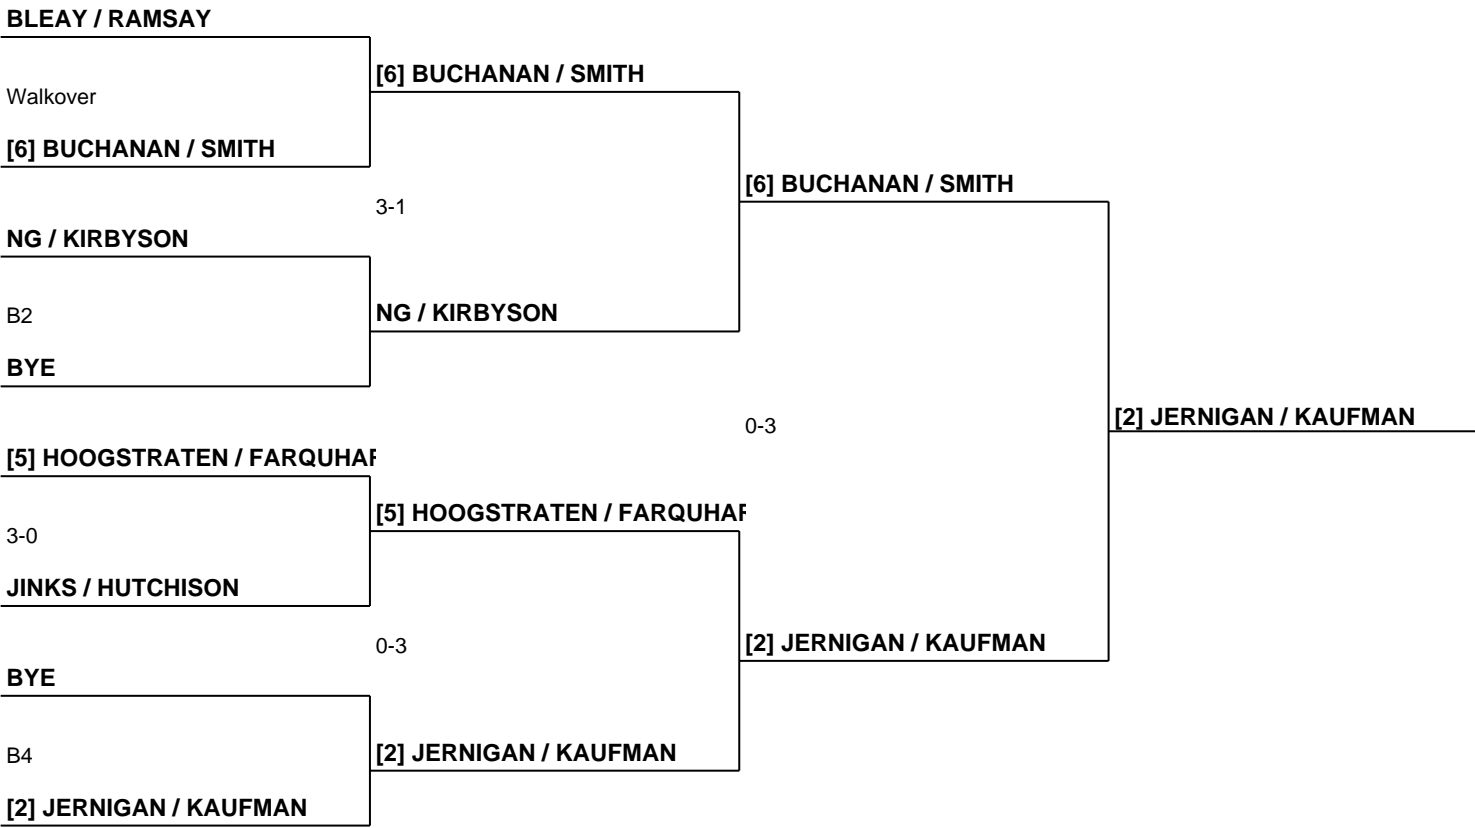 BLEAY / RAMSAY
Walkover
[6] BUCHANAN / SMITH
NG / KIRBYSON
B2
BYE
[5] HOOGSTRATEN / FARQUHAR
3-0
JINKS / HUTCHISON
BYE
B4
[2] JERNIGAN / KAUFMAN
[6] BUCHANAN / SMITH
3-1
NG / KIRBYSON
[5] HOOGSTRATEN / FARQUHAR
0-3
[2] JERNIGAN / KAUFMAN
[6] BUCHANAN / SMITH
0-3
[2] JERNIGAN / KAUFMAN
[2] JERNIGAN / KAUFMAN